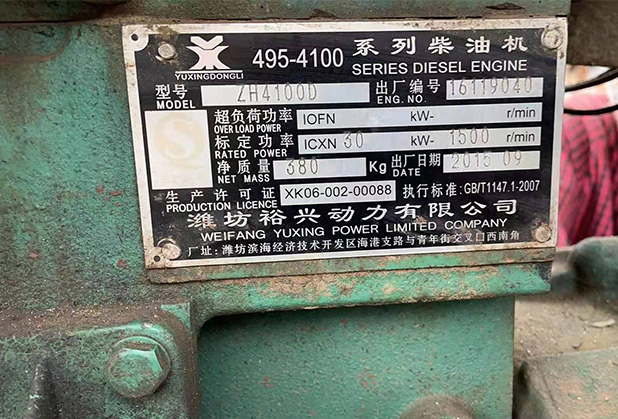 YUXINGDONGLI
495-4100 系列柴油机
SERIES DIESEL ENGINE
型号 MODEL ZH4100D 出厂编号 ENG.NO. 16119040
超负荷功率 OVER LOAD POWER IOFN kW- r/min
标定功率 RATED POWER ICXN 30 kW- 1500 r/min
净质量 NET MASS 380 Kg 出厂日期 DATE 2016 09
生产许可证 PRODUCTION LICENCE XK06-002-00088 执行标准: GB/T1147.1-2007
潍坊裕兴动力有限公司
WEIFANG YUXING POWER LIMITED COMPANY
厂址: 潍坊滨海经济技术开发区海港支路与青年街交叉口西南角